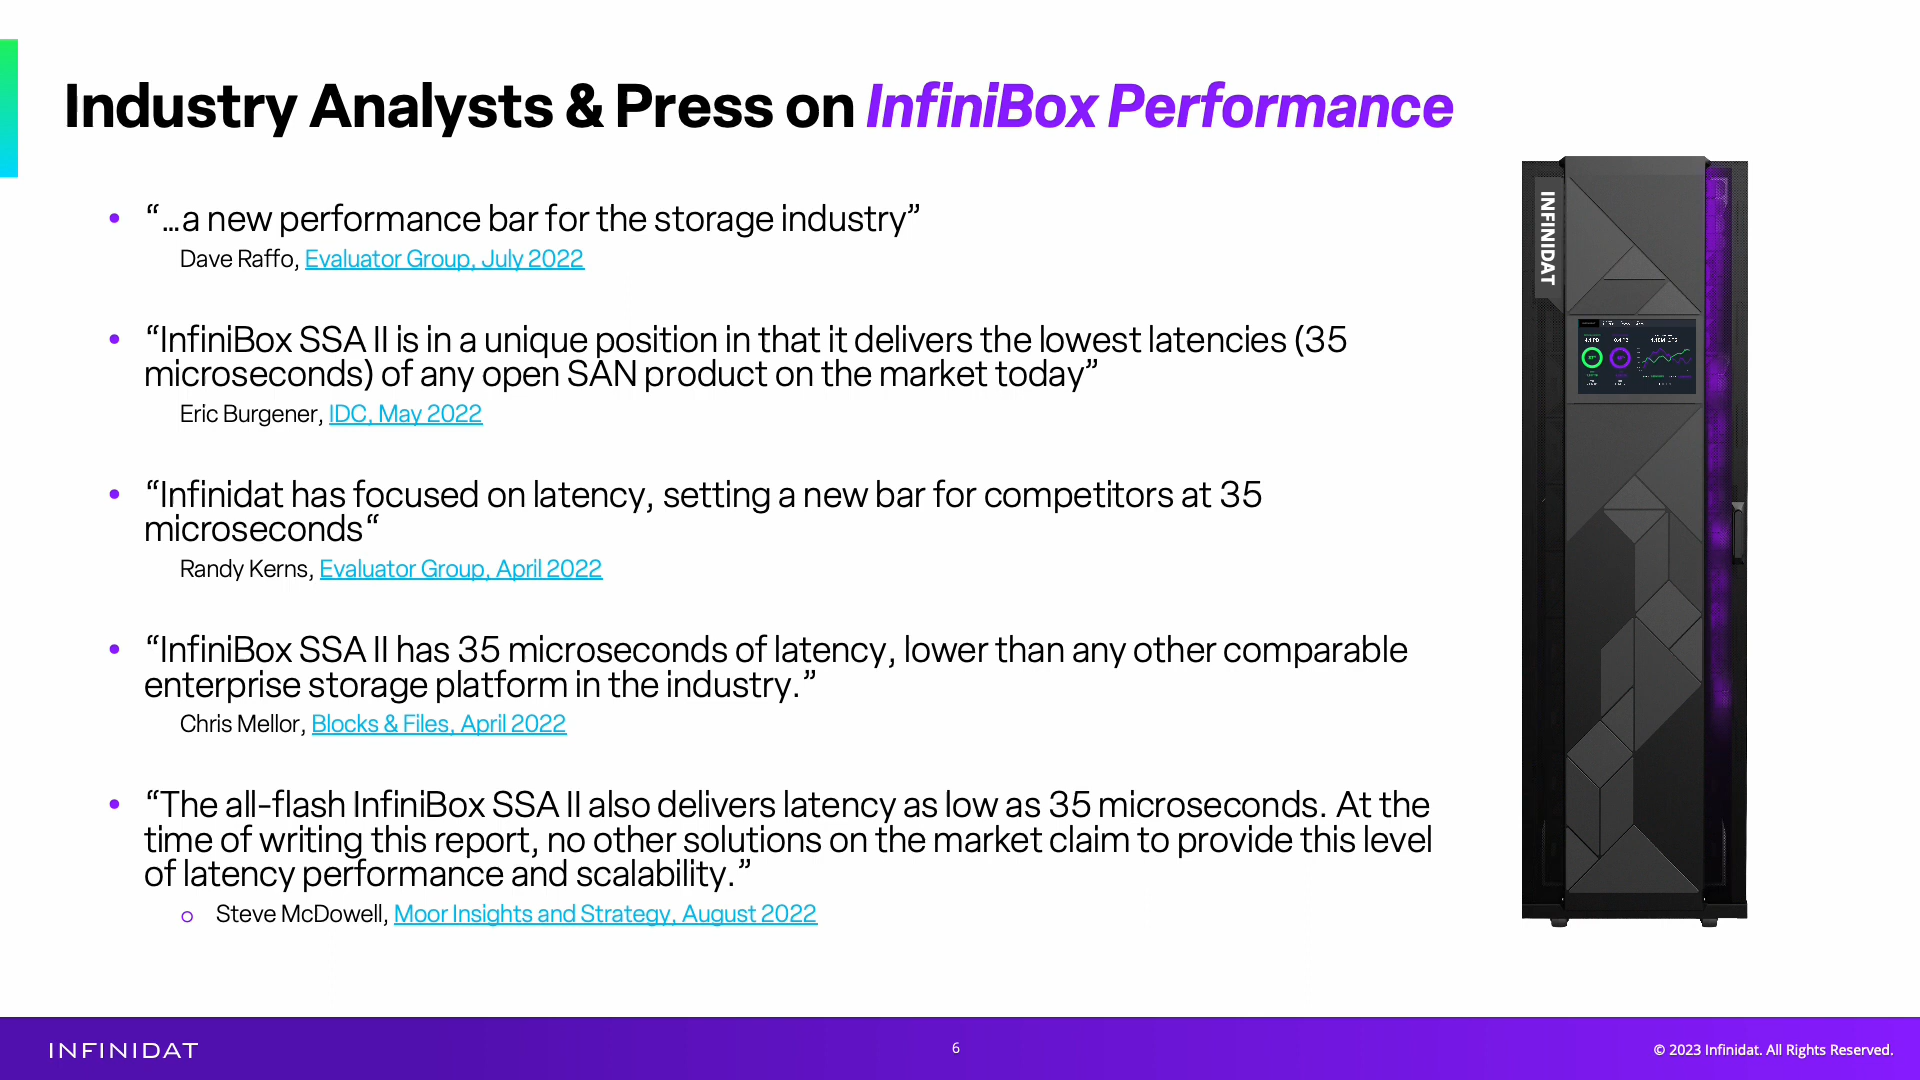 Industry Analysts & Press on InfiniBox Performance
• “…a new performance bar for the storage industry”
Dave Raffo, Evaluator Group, July 2022
• “InfiniBox SSA II is in a unique position in that it delivers the lowest latencies (35
microseconds) of any open SAN product on the market today”
Eric Burgener, IDC, May 2022
• “Infinidat has focused on latency, setting a new bar for competitors at 35
microseconds“
Randy Kerns, Evaluator Group, April 2022
• “InfiniBox SSA II has 35 microseconds of latency, lower than any other comparable
enterprise storage platform in the industry.”
Chris Mellor, Blocks & Files, April 2022
• “The all-flash InfiniBox SSA II also delivers latency as low as 35 microseconds. At the
time of writing this report, no other solutions on the market claim to provide this level
of latency performance and scalability.”
○ Steve McDowell, Moor Insights and Strategy, August 2022
INFINIDAT
INFINIDAT
6
© 2023 Infinidat. All Rights Reserved.